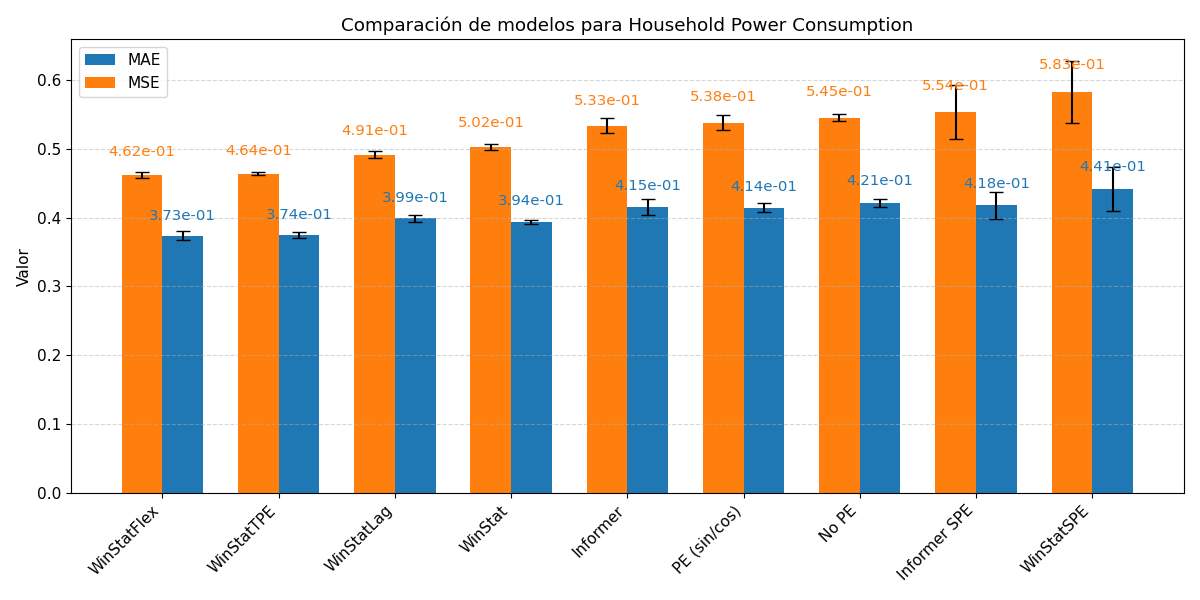 Comparación de modelos para Household Power Consumption
MAE
MSE
Valor
0.6
0.5
0.4
0.3
0.2
0.1
0.0
4.62e-01
3.73e-01
4.64e-01
3.74e-01
4.91e-01
3.99e-01
5.02e-01
3.94e-01
5.33e-01
4.15e-01
5.38e-01
4.14e-01
5.45e-01
4.21e-01
5.54e-01
4.18e-01
5.83e-01
4.41e-01
WinStatFlex
WinStatTPE
WinStatLag
WinStat
Informer
PE (sin/cos)
No PE
Informer SPE
WinStatSPE